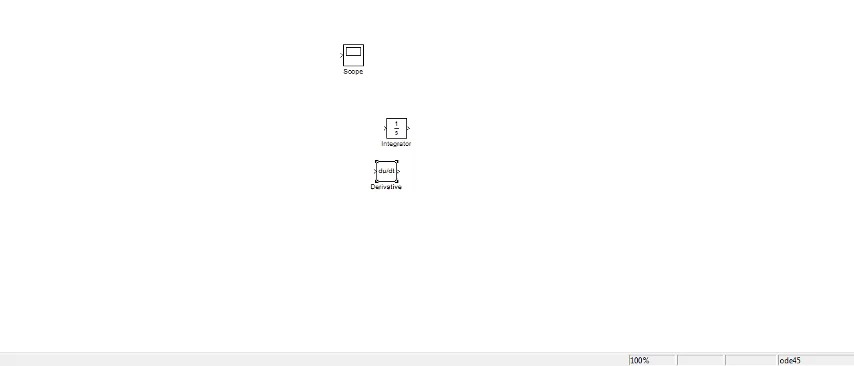 Scope
1
s
Integrator
du/dt
Derivative
100%
ode45